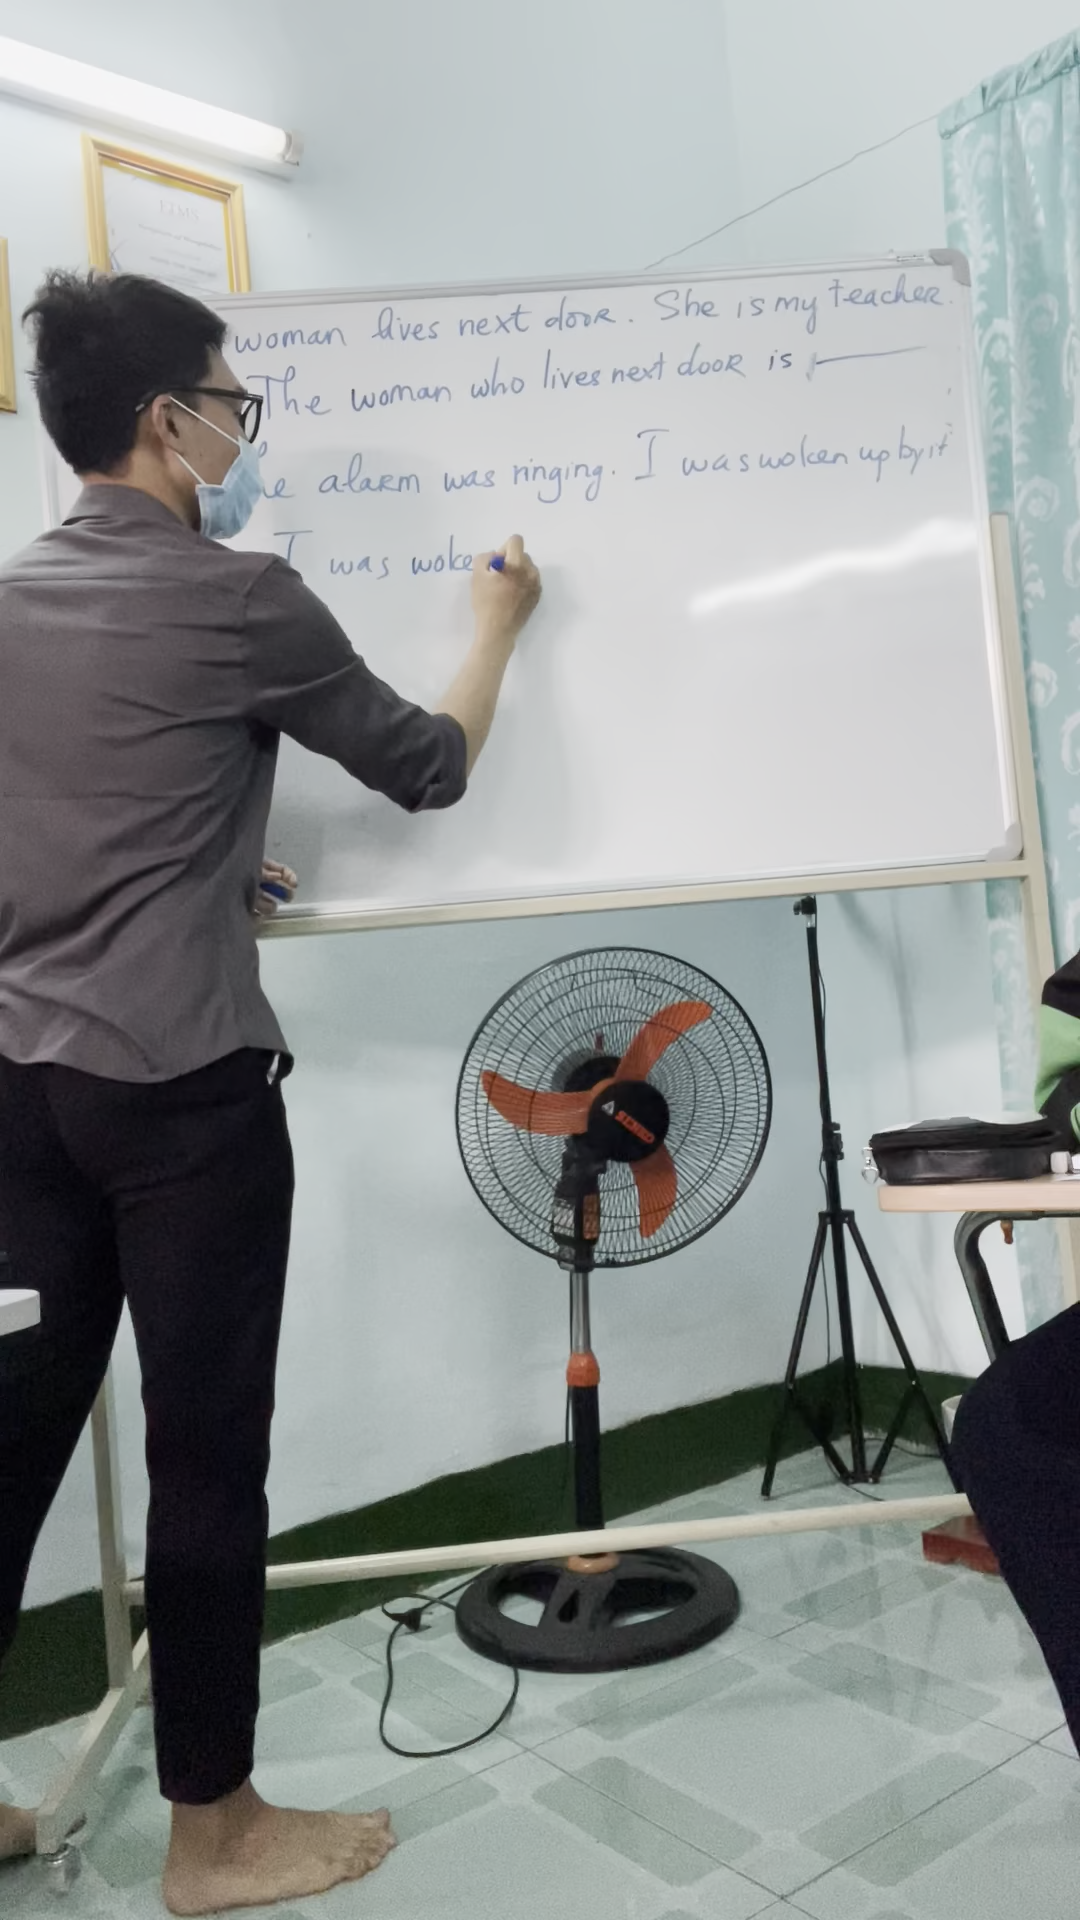 woman lives next door. She is my teacher.
The woman who lives next door is
alarm was ringing. I was woken up by it
I was woke
SENKO